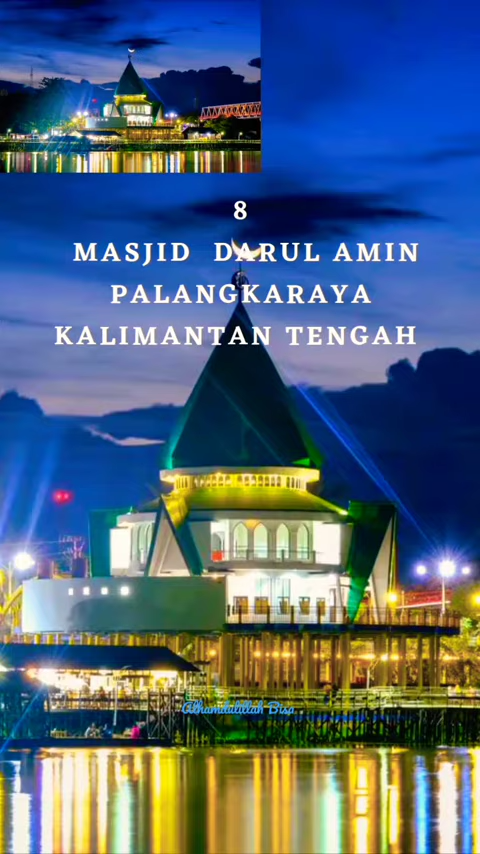 8
MASJID DARUL AMIN
PALANGKARAYA
KALIMANTAN TENGAH
Alhamdulillah Bisa